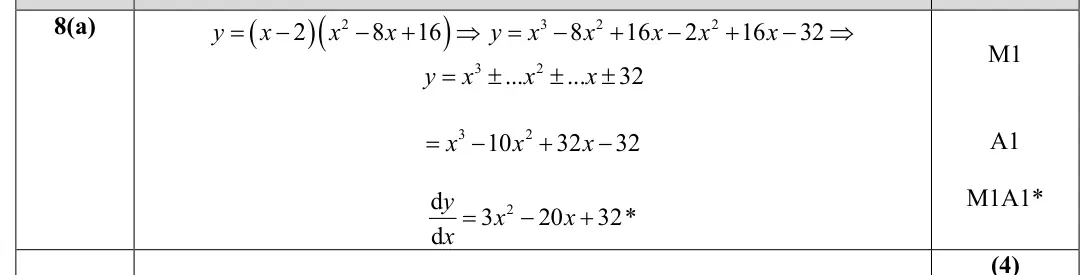 8(a)
y = (x − 2)(x² − 8x + 16) ⇒ y = x³ − 8x² + 16x − 2x² + 16x − 32 ⇒
M1
y = x³ ± ...x² ± ...x ± 32
= x³ − 10x² + 32x − 32
A1
dy/dx = 3x² − 20x + 32 *
M1A1*
(4)